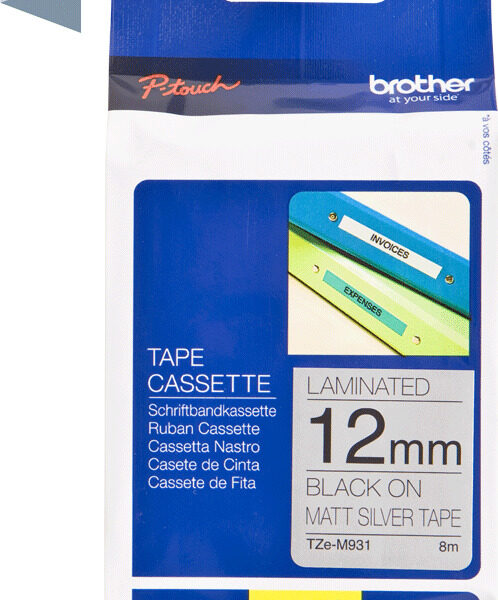 P-touch
brother
at your side
*à vos côtés
INVOICES
EXPENSES
TAPE
CASSETTE
Schriftbandkassette
Ruban Cassette
Cassetta Nastro
Casete de Cinta
Cassete de Fita
LAMINATED
12mm
BLACK ON
MATT SILVER TAPE
TZe-M931 8m